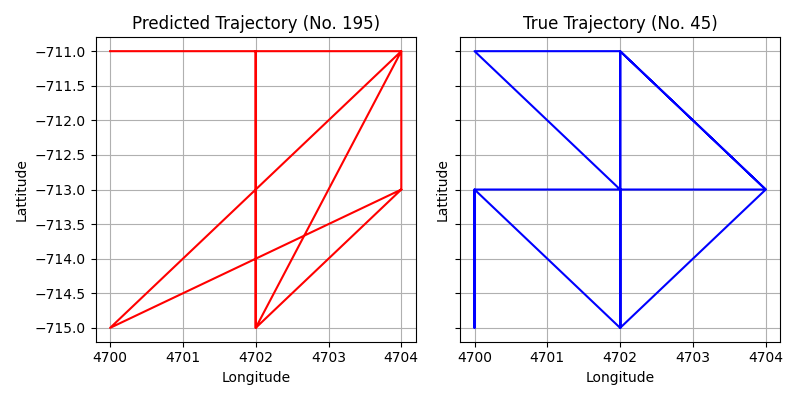 Predicted Trajectory (No. 195)
True Trajectory (No. 45)
−711.0
−711.5
−712.0
−712.5
−713.0
−713.5
−714.0
−714.5
−715.0
Lattitude
Lattitude
4700 4701 4702 4703 4704
4700 4701 4702 4703 4704
Longitude
Longitude